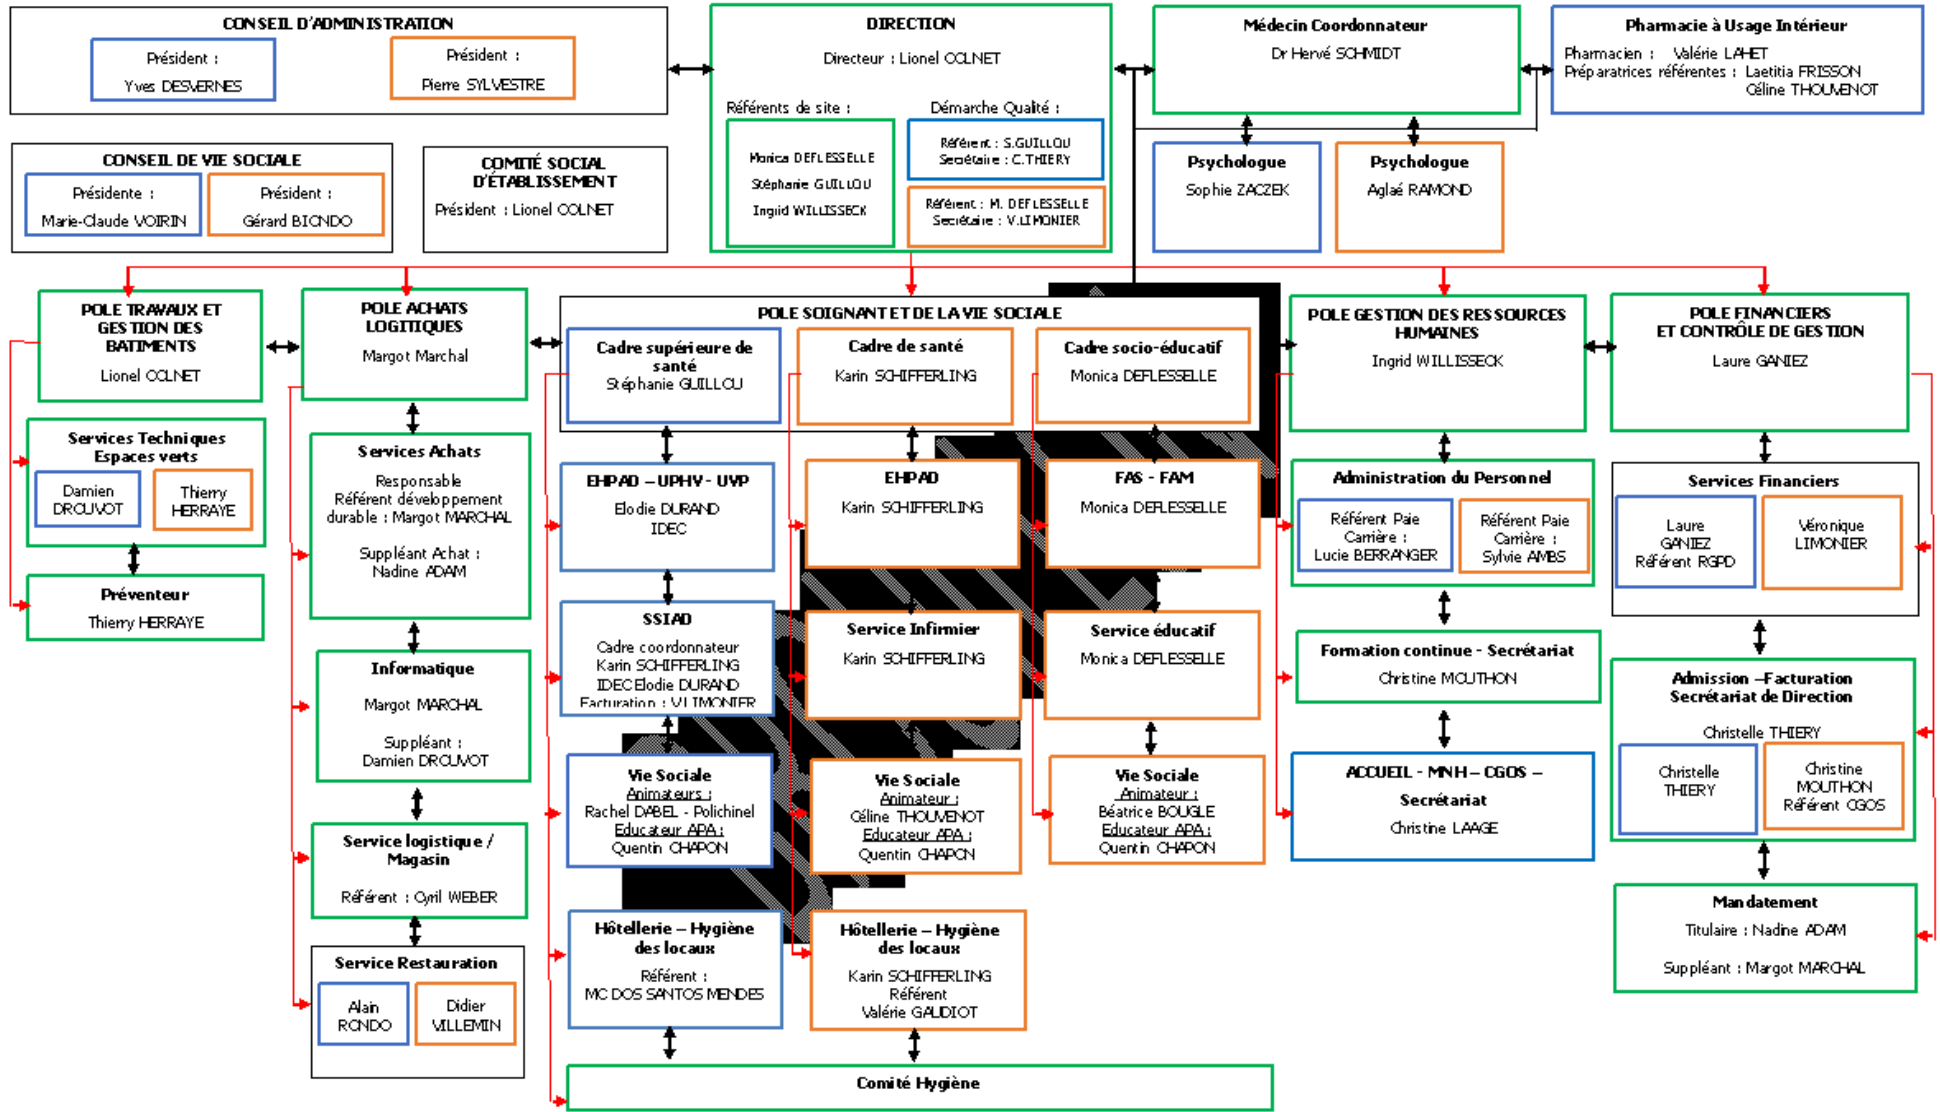 CONSEIL D'ADMINISTRATION
Président :
Yves DESVERNES
Président :
Pierre SYLVESTRE
DIRECTION
Directeur : Lionel COLNET
Référents de site :
Monica DEFLESSELLE
Stéphanie GUILLOU
Ingrid WILLISSECK
Démarche Qualité :
Référent : S.GUILLOU
Secrétaire : C.THIERY
Référent : M. DEFLESSELLE
Secrétaire : V.LIMONIER
Médecin Coordonnateur
Dr Hervé SCHMIDT
Pharmacie à Usage Intérieur
Pharmacien : Valérie LAHET
Préparatrices référentes : Laetitia FRISSON
Céline THOUVENOT
CONSEIL DE VIE SOCIALE
Présidente :
Marie-Claude VOIRIN
Président :
Gérard BIONDO
COMITÉ SOCIAL
D'ÉTABLISSEMENT
Président : Lionel COLNET
Psychologue
Sophie ZACZEK
Psychologue
Aglaé RAMOND
POLE TRAVAUX ET
GESTION DES
BATIMENTS
Lionel COLNET
Services Techniques
Espaces verts
Damien
DROUVOT
Thierry
HERRAYE
Préventeur
Thierry HERRAYE
POLE ACHATS
LOGITIQUES
Margot Marchal
Services Achats
Responsable
Référent développement
durable : Margot MARCHAL
Suppléant Achat :
Nadine ADAM
Informatique
Margot MARCHAL
Suppléant :
Damien DROUVOT
Service logistique /
Magasin
Référent : Cyril WEBER
Service Restauration
Alain
RONDO
Didier
VILLEMIN
POLE SOIGNANT ET DE LA VIE SOCIALE
Cadre supérieure de
santé
Stéphanie GUILLOU
Cadre de santé
Karin SCHIFFERLING
Cadre socio-éducatif
Monica DEFLESSELLE
EHPAD – UPHV - UVP
Elodie DURAND
IDEC
SSIAD
Cadre coordonnateur
Karin SCHIFFERLING
IDEC Elodie DURAND
Facturation : V.LIMONIER
Vie Sociale
Animateurs :
Rachel DABEL - Polichinel
Educateur APA :
Quentin CHAPON
Hôtellerie – Hygiène
des locaux
Référent :
MC DOS SANTOS MENDES
EHPAD
Karin SCHIFFERLING
Service Infirmier
Karin SCHIFFERLING
Vie Sociale
Animateur :
Céline THOUVENOT
Educateur APA :
Quentin CHAPON
Hôtellerie – Hygiène
des locaux
Karin SCHIFFERLING
Référent
Valérie GAUDIOT
FAS - FAM
Monica DEFLESSELLE
Service éducatif
Monica DEFLESSELLE
Vie Sociale
Animateur :
Béatrice BOUGLE
Educateur APA :
Quentin CHAPON
Comité Hygiène
POLE GESTION DES RESSOURCES
HUMAINES
Ingrid WILLISSECK
Administration du Personnel
Référent Paie
Carrière :
Lucie BERRANGER
Référent Paie
Carrière :
Sylvie AMBS
Formation continue - Secrétariat
Christine MOUTHON
ACCUEIL - MNH – CGOS –
Secrétariat
Christine LAAGE
POLE FINANCIERS
ET CONTRÔLE DE GESTION
Laure GANIEZ
Services Financiers
Laure
GANIEZ
Référent RGPD
Véronique
LIMONIER
Admission –Facturation
Secrétariat de Direction
Christelle THIERY
Christelle
THIERY
Christine
MOUTHON
Référent CGOS
Mandatement
Titulaire : Nadine ADAM
Suppléant : Margot MARCHAL